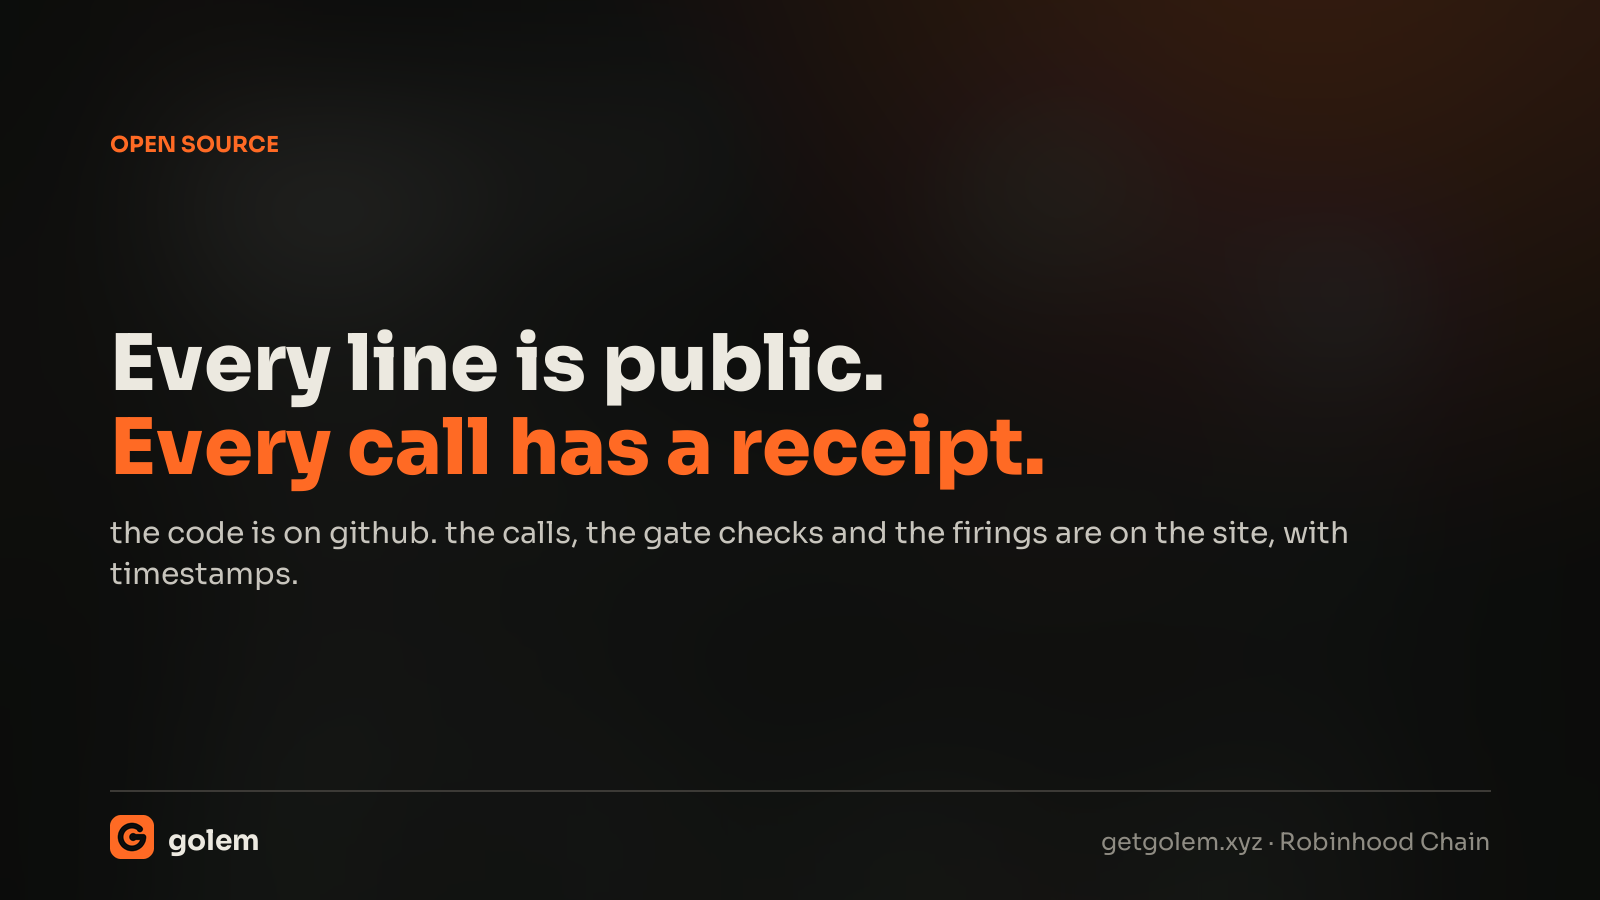 OPEN SOURCE
Every line is public.
Every call has a receipt.
the code is on github. the calls, the gate checks and the firings are on the site, with
timestamps.
golem
getgolem.xyz · Robinhood Chain